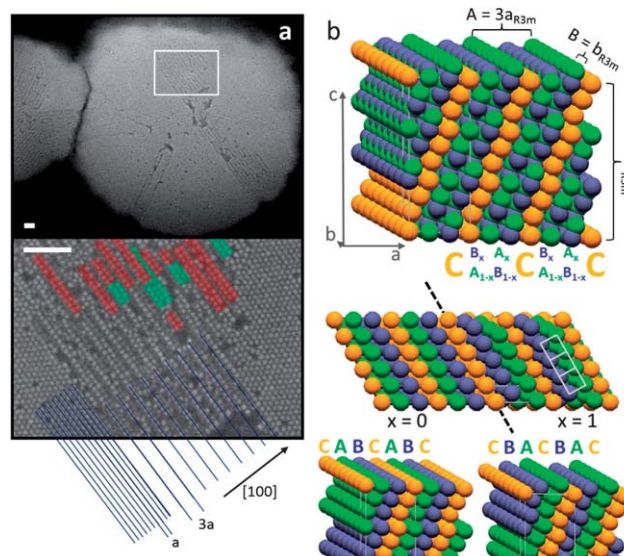 a
b
A = 3aR3m
B = bR3m
c
b
a
C Bx Ax C Bx Ax C
A1-x B1-x A1-x B1-x
x = 0
x = 1
C A B C A B C
C B A C B A C
[100]
3a
a